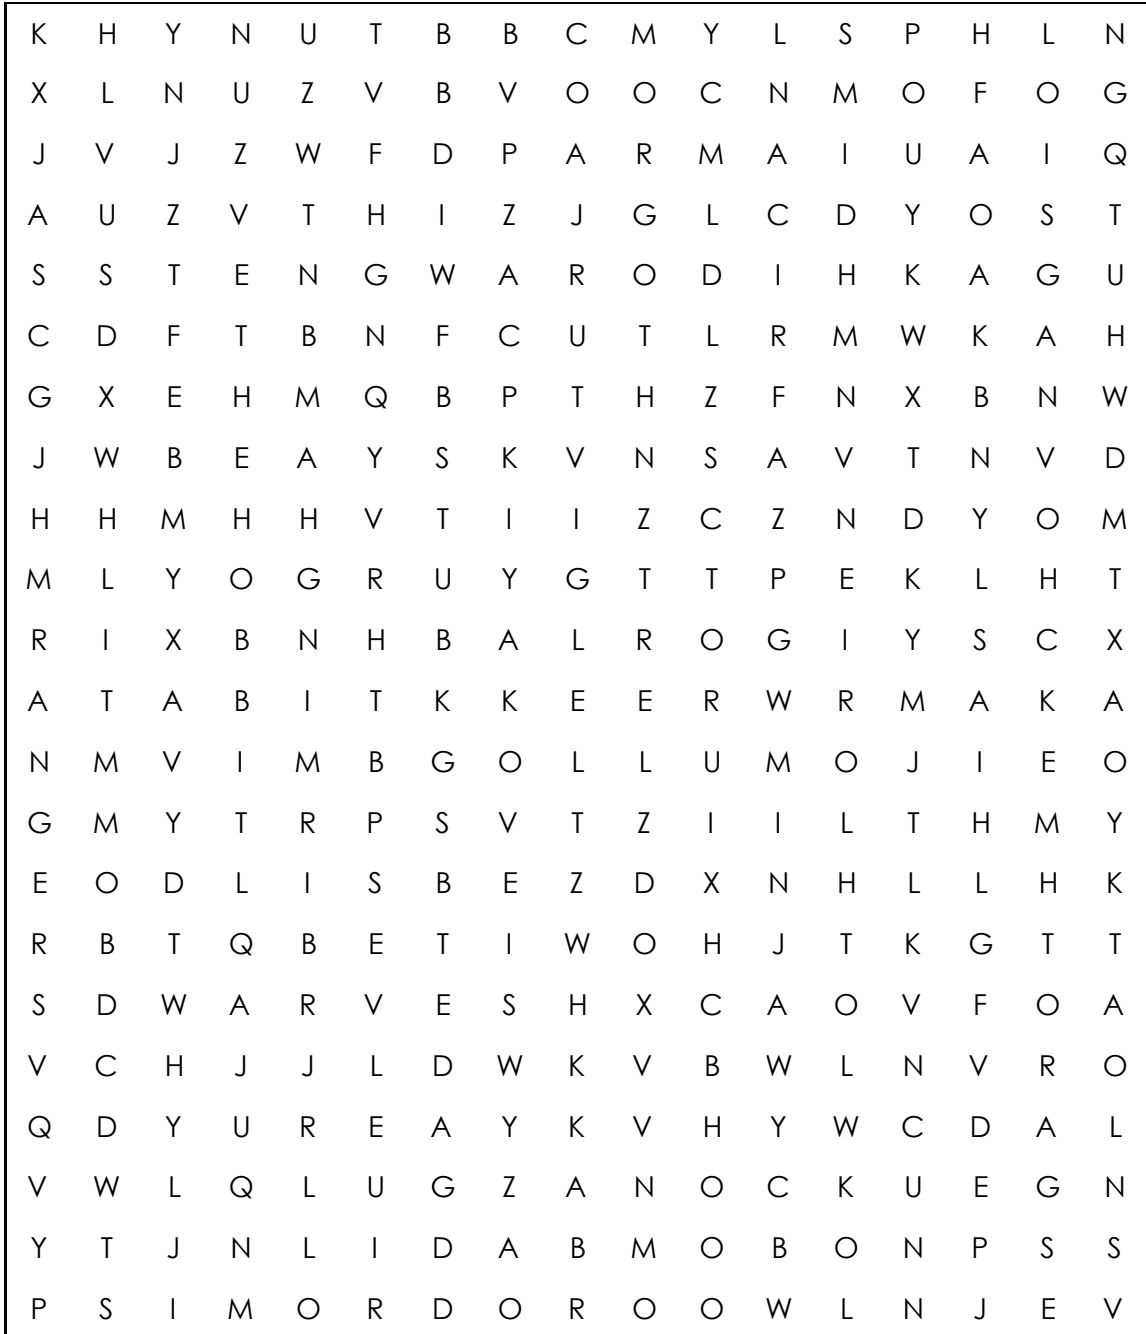 K H Y N U T B B C M Y L S P H L N
X L N U Z V B V O O C N M O F O G
J V J Z W F D P A R M A I U A I Q
A U Z V T H I Z J G L C D Y O S T
S S T E N G W A R O D I H K A G U
C D F T B N F C U T L R M W K A H
G X E H M Q B P T H Z F N X B N W
J W B E A Y S K V N S A V T N V D
H H M H H V T I I Z C Z N D Y O M
M L Y O G R U Y G T T P E K L H T
R I X B N H B A L R O G I Y S C X
A T A B I T K K E E R W R M A K A
N M V I M B G O L L U M O J I E O
G M Y T R P S V T Z I I L T H M Y
E O D L I S B E Z D X N H L L H K
R B T Q B E T I W O H J T K G T T
S D W A R V E S H X C A O V F O A
V C H J J L D W K V B W L N V R O
Q D Y U R E A Y K V H Y W C D A L
V W L Q L U G Z A N O C K U E G N
Y T J N L I D A B M O B O N P S S
P S I M O R D O R O O W L N J E V